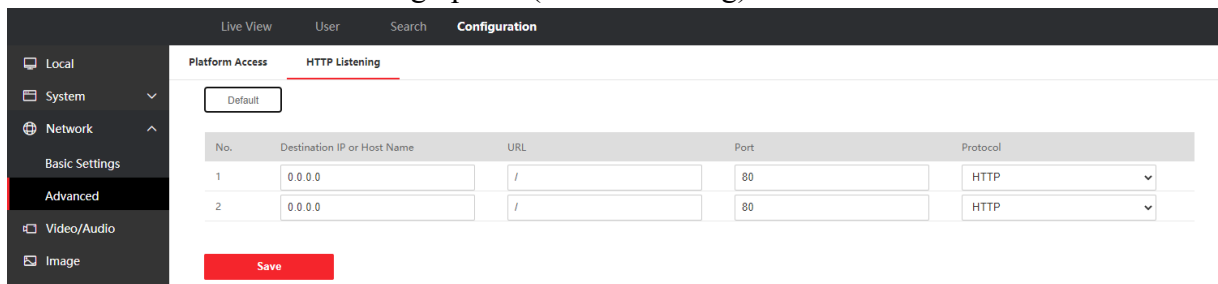 Live View User Search Configuration
Local
System
Network
Basic Settings
Advanced
Video/Audio
Image
Platform Access HTTP Listening
Default
No. Destination IP or Host Name URL Port Protocol
1 0.0.0.0 / 80 HTTP
2 0.0.0.0 / 80 HTTP
Save